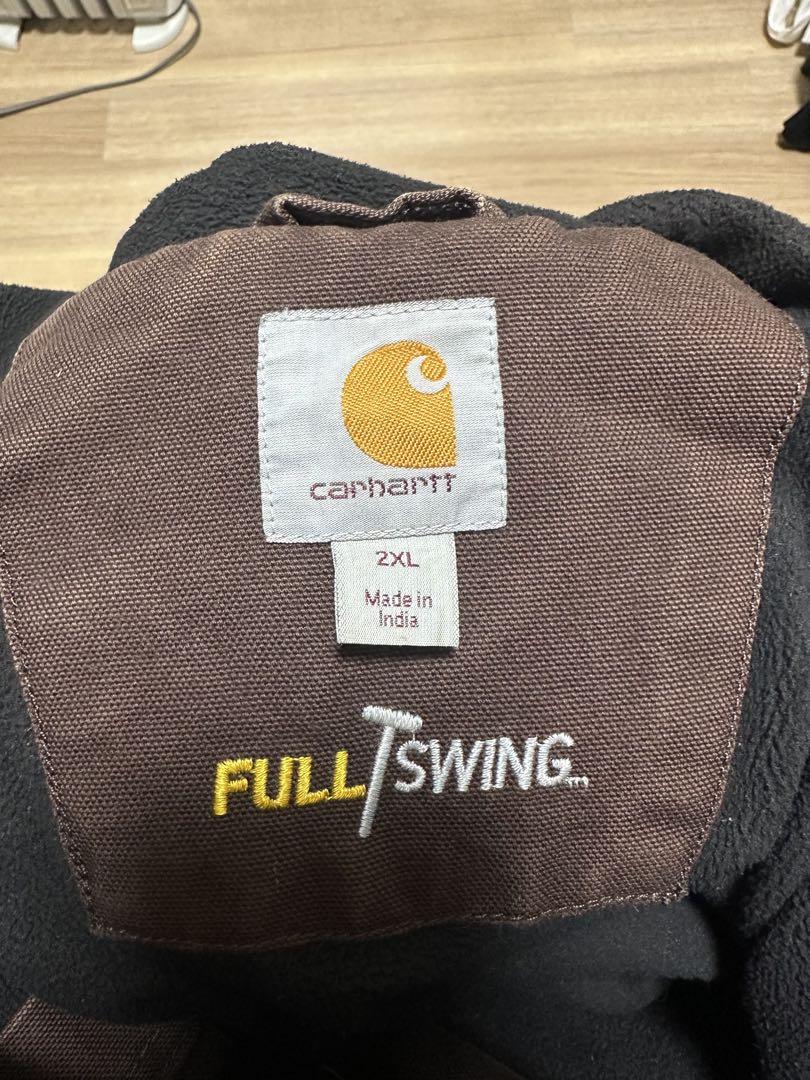 carhartt
2XL
Made in
India
FULL SWING